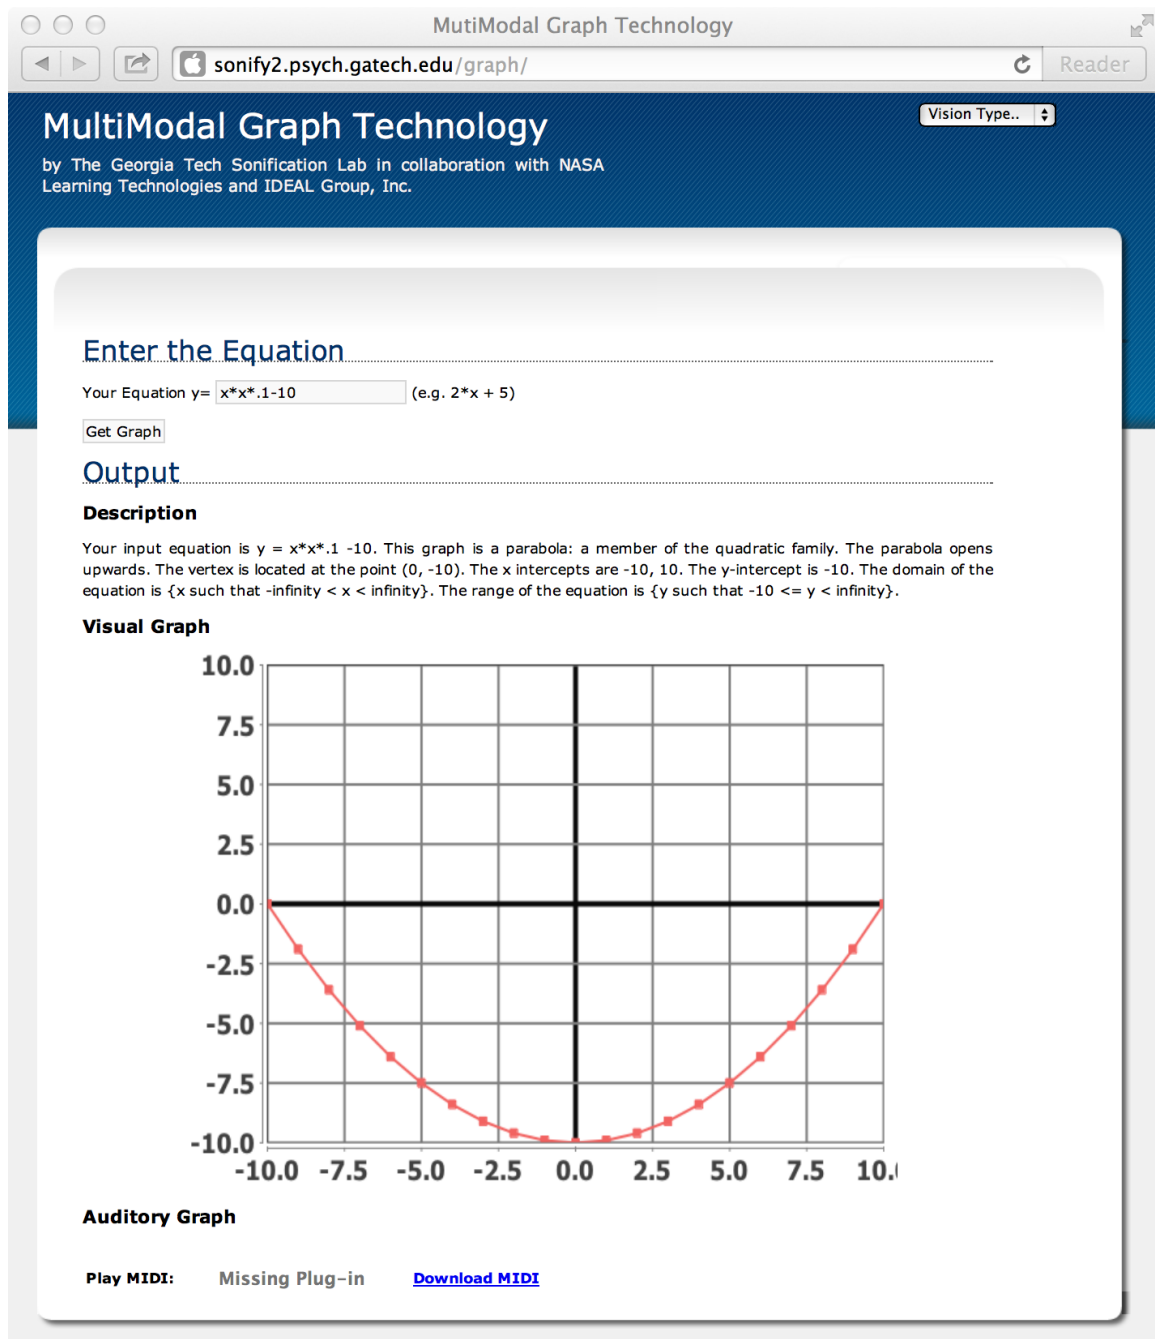 MutiModal Graph Technology
sonify2.psych.gatech.edu/graph/
Reader
MultiModal Graph Technology
Vision Type..
by The Georgia Tech Sonification Lab in collaboration with NASA
Learning Technologies and IDEAL Group, Inc.
Enter the Equation
Your Equation y= x*x*.1-10 (e.g. 2*x + 5)
Get Graph
Output
Description
Your input equation is y = x*x*.1 -10. This graph is a parabola: a member of the quadratic family. The parabola opens
upwards. The vertex is located at the point (0, -10). The x intercepts are -10, 10. The y-intercept is -10. The domain of the
equation is {x such that -infinity < x < infinity}. The range of the equation is {y such that -10 <= y < infinity}.
Visual Graph
10.0
7.5
5.0
2.5
0.0
-2.5
-5.0
-7.5
-10.0
-10.0 -7.5 -5.0 -2.5 0.0 2.5 5.0 7.5 10.
Auditory Graph
Play MIDI: Missing Plug-in Download MIDI